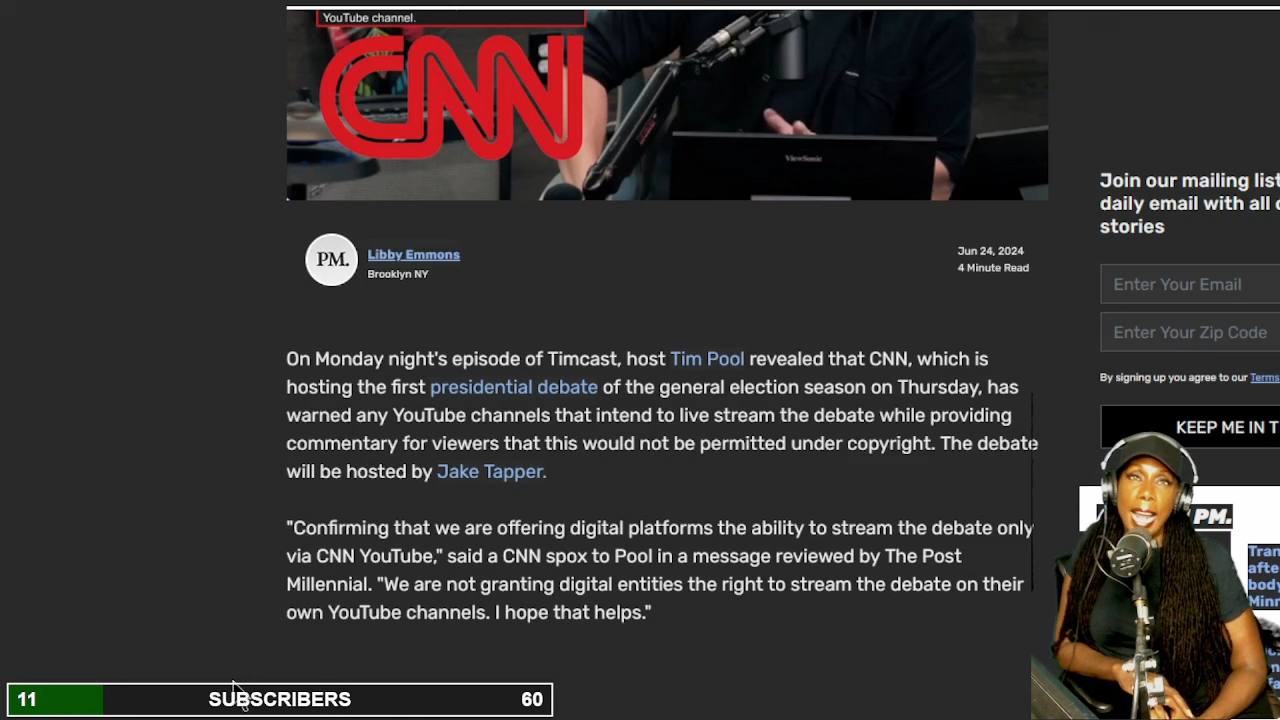 YouTube channel.
CNN
ViewSonic
PM.
Libby Emmons
Brooklyn NY
Jun 24, 2024
4 Minute Read
On Monday night's episode of Timcast, host Tim Pool revealed that CNN, which is
hosting the first presidential debate of the general election season on Thursday, has
warned any YouTube channels that intend to live stream the debate while providing
commentary for viewers that this would not be permitted under copyright. The debate
will be hosted by Jake Tapper.
"Confirming that we are offering digital platforms the ability to stream the debate only
via CNN YouTube," said a CNN spox to Pool in a message reviewed by The Post
Millennial. "We are not granting digital entities the right to stream the debate on their
own YouTube channels. I hope that helps."
Join our mailing list
daily email with all
stories
Enter Your Email
Enter Your Zip Code
By signing up you agree to our Terms
KEEP ME IN T
PM.
Tran
afte
body
Minn
11 SUBSCRIBERS 60